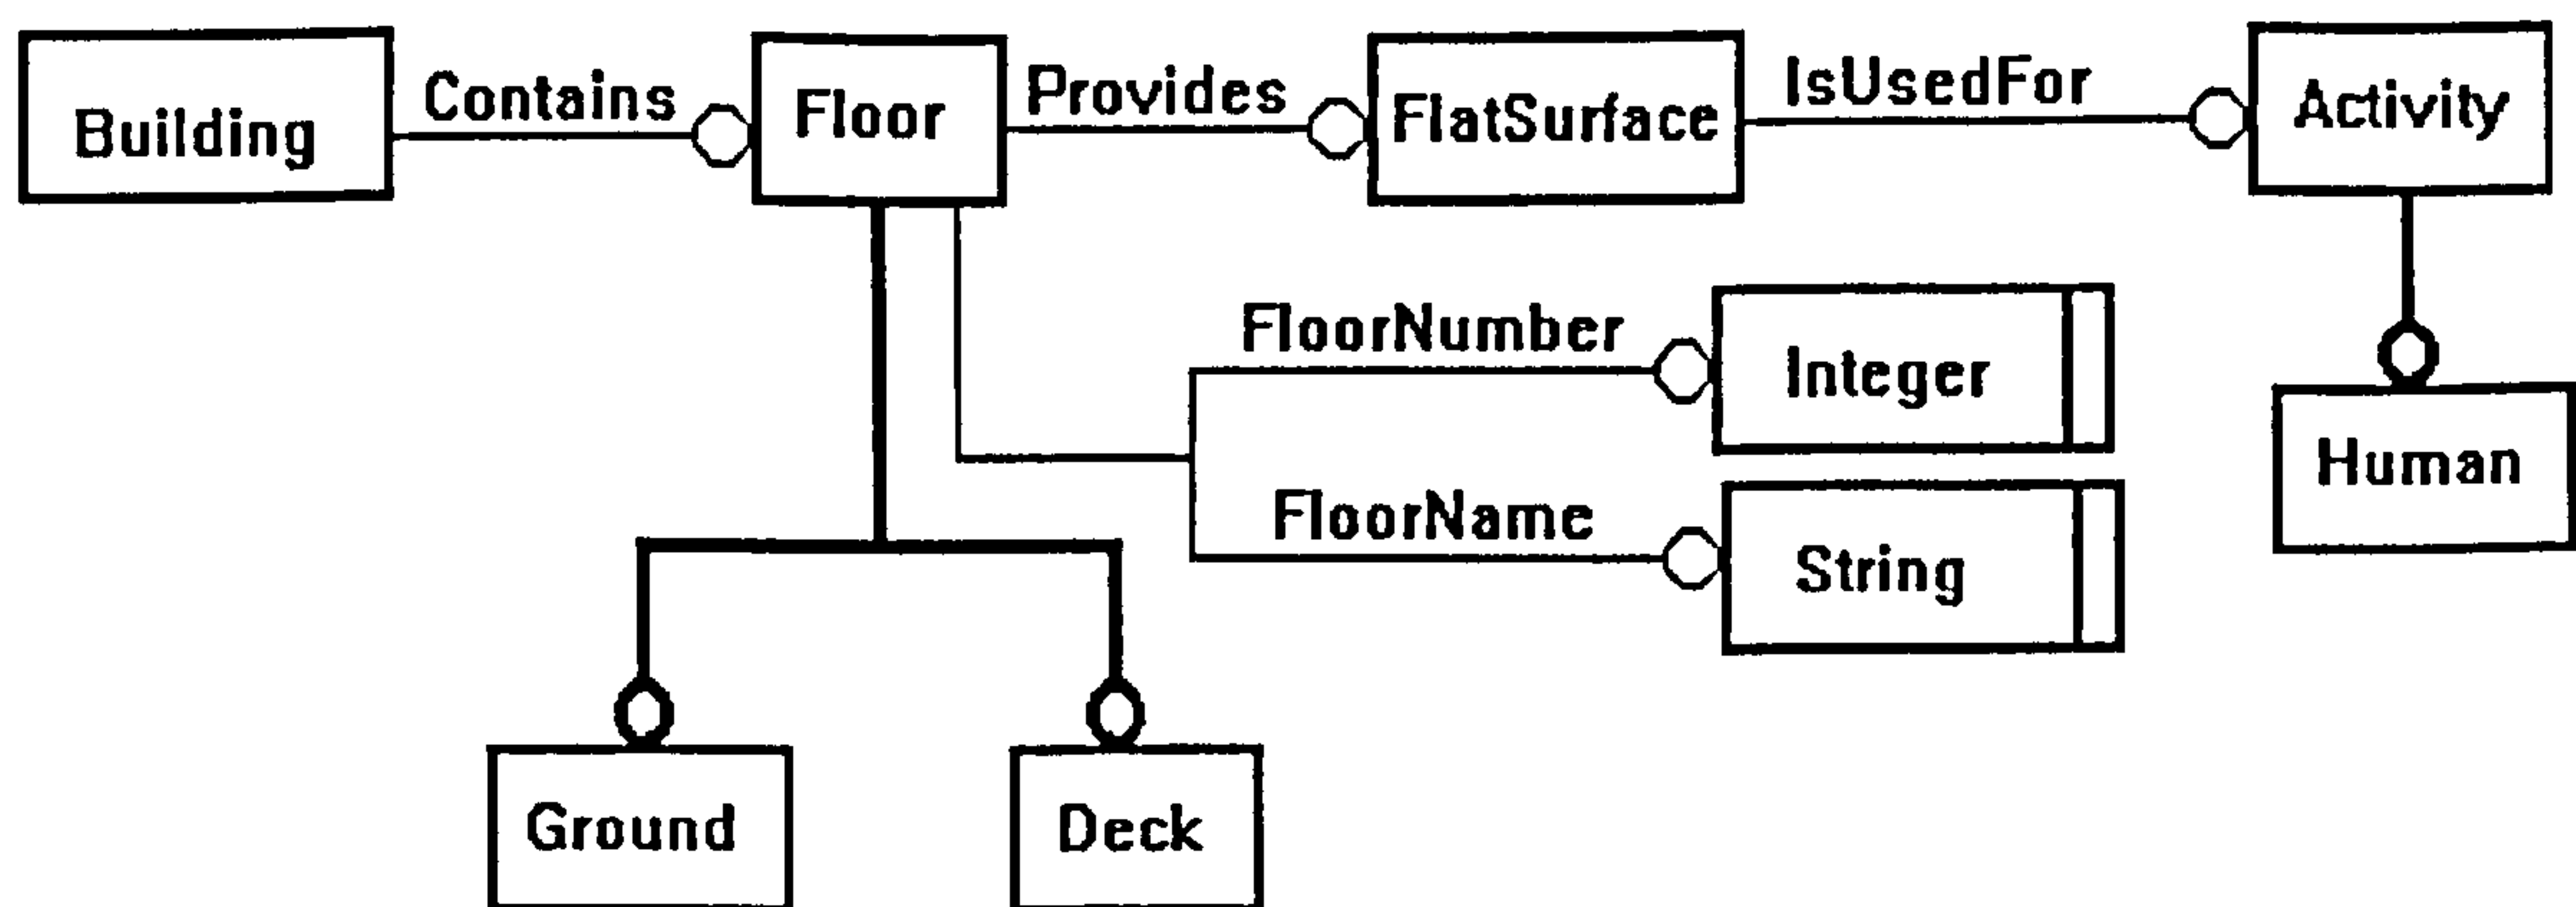 Building
Contains
Floor
Provides
FlatSurface
IsUsedFor
Activity
FloorNumber
Integer
Human
FloorName
String
Ground
Deck